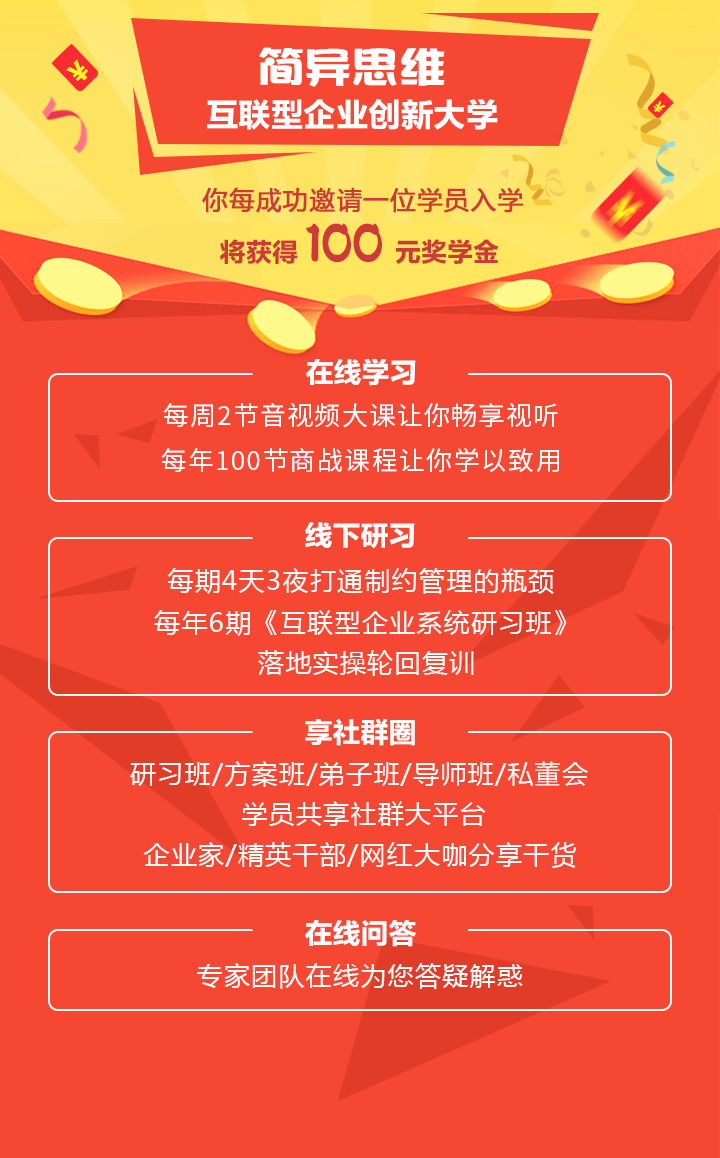 简异思维
互联型企业创新大学
你每成功邀请一位学员入学
将获得 100 元奖学金
在线学习
每周2节音视频大课让你畅享视听
每年100节商战课程让你学以致用
线下研习
每期4天3夜打通制约管理的瓶颈
每年6期《互联型企业系统研习班》
落地实操轮回复训
享社群圈
研习班/方案班/弟子班/导师班/私董会
学员共享社群大平台
企业家/精英干部/网红大咖分享干货
在线问答
专家团队在线为您答疑解惑